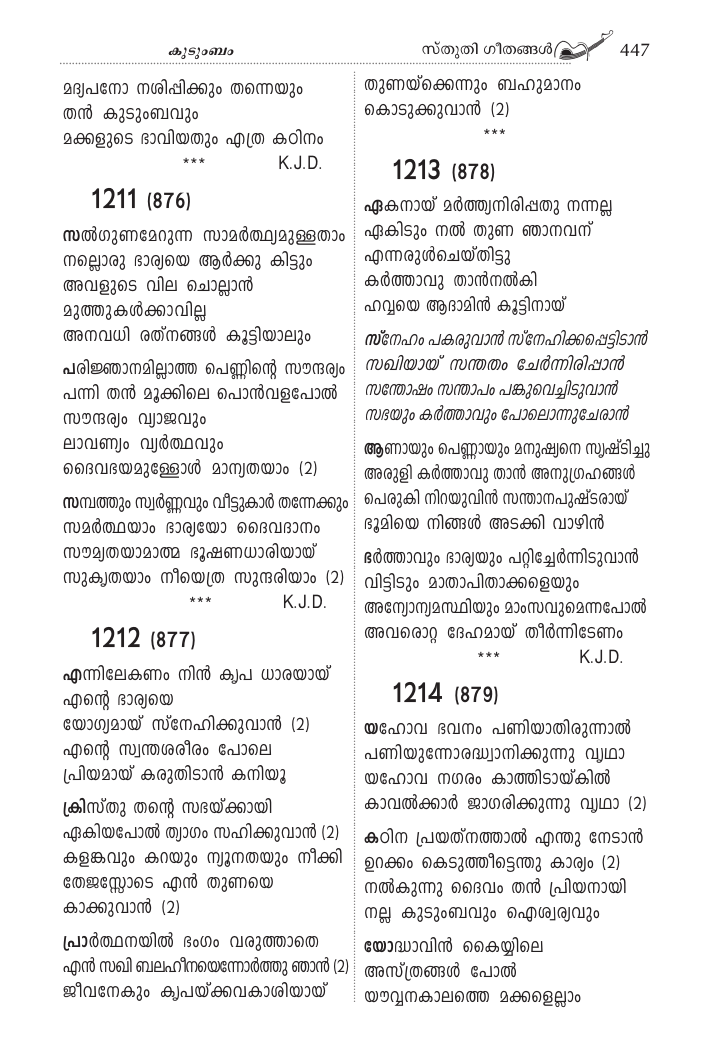 കുടുംബം
സ്തുതി ഗീതങ്ങൾ 447
മദ്യപനോ നശിപ്പിക്കും തന്നെയും
തൻ കുടുംബവും
മക്കളുടെ ഭാവിയതും എത്ര കഠിനം
*** K.J.D.
1211 (876)
സൽഗുണമേറുന്ന സാമർത്ഥ്യമുള്ളതാം
നല്ലൊരു ഭാര്യയെ ആർക്കു കിട്ടും
അവളുടെ വില ചൊല്ലാൻ
മുത്തുകൾക്കാവില്ല
അനവധി രത്നങ്ങൾ കൂട്ടിയാലും
പരിജ്ഞാനമില്ലാത്ത പെണ്ണിന്റെ സൗന്ദര്യം
പന്നി തൻ മൂക്കിലെ പൊൻവളപോൽ
സൗന്ദര്യം വ്യാജവും
ലാവണ്യം വ്യർത്ഥവും
ദൈവഭയമുള്ളോൾ മാന്യതയാം (2)
സമ്പത്തും സ്വർണ്ണവും വീട്ടുകാർ തന്നേക്കും
സമർത്ഥയാം ഭാര്യയോ ദൈവദാനം
സൗമ്യതയാമാത്മ ഭൂഷണധാരിയായ്
സുകൃതയാം നീയെത്ര സുന്ദരിയാം (2)
*** K.J.D.
1212 (877)
എന്നിലേകണം നിൻ കൃപ ധാരയായ്
എന്റെ ഭാര്യയെ
യോഗ്യമായ് സ്നേഹിക്കുവാൻ (2)
എന്റെ സ്വന്തശരീരം പോലെ
പ്രിയമായ് കരുതിടാൻ കനിയൂ
ക്രിസ്തു തന്റെ സഭയ്ക്കായി
ഏകിയപോൽ ത്യാഗം സഹിക്കുവാൻ (2)
കളങ്കവും കറയും ന്യൂനതയും നീക്കി
തേജസ്സോടെ എൻ തുണയെ
കാക്കുവാൻ (2)
പ്രാർത്ഥനയിൽ ഭംഗം വരുത്താതെ
എൻ സഖി ബലഹീനയെന്നോർത്തു ഞാൻ (2)
ജീവനേകും കൃപയ്ക്കവകാശിയായ്
തുണയ്ക്കെന്നും ബഹുമാനം
കൊടുക്കുവാൻ (2)
***
1213 (878)
ഏകനായ് മർത്ത്യനിരിപ്പതു നന്നല്ല
ഏകിടും നൽ തുണ ഞാനവന്
എന്നരുൾചെയ്തിട്ടു
കർത്താവു താൻനൽകി
ഹവ്വയെ ആദാമിൻ കൂട്ടിനായ്
സ്നേഹം പകരുവാൻ സ്നേഹിക്കപ്പെട്ടിടാൻ
സഖിയായ് സന്തതം ചേർന്നിരിപ്പാൻ
സന്തോഷം സന്താപം പങ്കുവെച്ചിടുവാൻ
സഭയും കർത്താവും പോലൊന്നുചേരാൻ
ആണായും പെണ്ണായും മനുഷ്യനെ സൃഷ്ടിച്ചു
അരുളി കർത്താവു താൻ അനുഗ്രഹങ്ങൾ
പെരുകി നിറയുവിൻ സന്താനപുഷ്ടരായ്
ഭൂമിയെ നിങ്ങൾ അടക്കി വാഴിൻ
ഭർത്താവും ഭാര്യയും പറ്റിച്ചേർന്നിടുവാൻ
വിട്ടിടും മാതാപിതാക്കളെയും
അന്യോന്യമസ്ഥിയും മാംസവുമെന്നപോൽ
അവരൊറ്റ ദേഹമായ് തീർന്നിടേണം
*** K.J.D.
1214 (879)
യഹോവ ഭവനം പണിയാതിരുന്നാൽ
പണിയുന്നോരദ്ധ്വാനിക്കുന്നു വൃഥാ
യഹോവ നഗരം കാത്തിടായ്കിൽ
കാവൽക്കാർ ജാഗരിക്കുന്നു വൃഥാ (2)
കഠിന പ്രയത്നത്താൽ എന്തു നേടാൻ
ഉറക്കം കെടുത്തീട്ടെന്തു കാര്യം (2)
നൽകുന്നു ദൈവം തൻ പ്രിയനായി
നല്ല കുടുംബവും ഐശ്വര്യവും
യോദ്ധാവിൻ കൈയ്യിലെ
അസ്ത്രങ്ങൾ പോൽ
യൗവ്വനകാലത്തെ മക്കളെല്ലാം